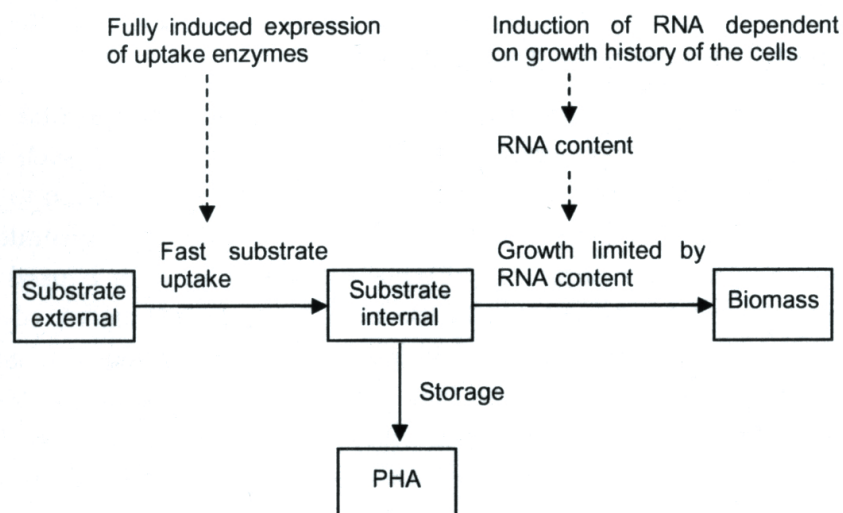 Fully induced expression
of uptake enzymes
Induction of RNA dependent
on growth history of the cells
RNA content
Fast substrate
uptake
Growth limited by
RNA content
Substrate
external
Substrate
internal
Biomass
Storage
PHA